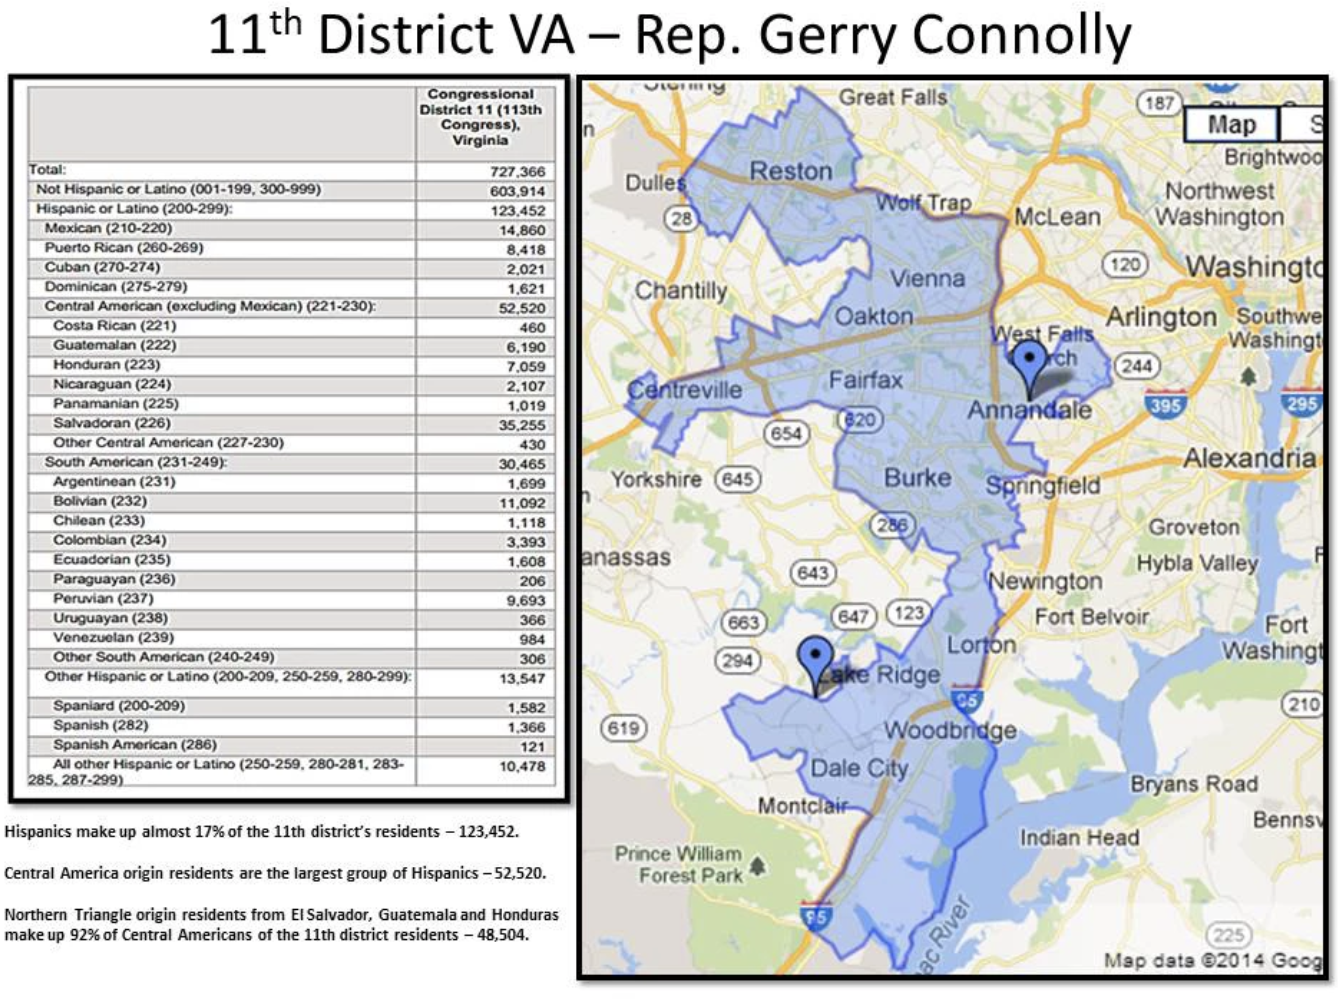 11th District VA – Rep. Gerry Connolly
Congressional
District 11 (113th
Congress),
Virginia
Total: 727,366
Not Hispanic or Latino (001-199, 300-999) 603,914
Hispanic or Latino (200-299): 123,452
Mexican (210-220) 14,860
Puerto Rican (260-269) 8,418
Cuban (270-274) 2,021
Dominican (275-279) 1,621
Central American (excluding Mexican) (221-230): 52,520
Costa Rican (221) 460
Guatemalan (222) 6,190
Honduran (223) 7,059
Nicaraguan (224) 2,107
Panamanian (225) 1,019
Salvadoran (226) 35,255
Other Central American (227-230) 430
South American (231-249): 30,465
Argentinean (231) 1,699
Bolivian (232) 11,092
Chilean (233) 1,118
Colombian (234) 3,393
Ecuadorian (235) 1,608
Paraguayan (236) 206
Peruvian (237) 9,693
Uruguayan (238) 366
Venezuelan (239) 984
Other South American (240-249) 306
Other Hispanic or Latino (200-209, 250-259, 280-299): 13,547
Spaniard (200-209) 1,582
Spanish (282) 1,366
Spanish American (286) 121
All other Hispanic or Latino (250-259, 280-281, 283- 10,478
285, 287-299)
Hispanics make up almost 17% of the 11th district's residents – 123,452.
Central America origin residents are the largest group of Hispanics – 52,520.
Northern Triangle origin residents from El Salvador, Guatemala and Honduras
make up 92% of Central Americans of the 11th district residents – 48,504.
Sterling
Great Falls
187
Map S
Brightwoo
Reston
Dulles
Northwest
Washington
Wolf Trap
McLean
28
120
Washingto
Vienna
Chantilly
Oakton
Arlington
Southwe
Washingt
West Falls
rch
244
Fairfax
Centreville
Annandale
395
295
620
654
Alexandria
Yorkshire
645
Burke
Springfield
286
Groveton
anassas
Hybla Valley
643
Newington
663
647
123
Fort Belvoir
Fort
Washingt
Lorton
294
Lake Ridge
95
210
619
Woodbridge
Dale City
Bryans Road
Montclair
Bennsv
Indian Head
Prince William
Forest Park
95
ac River
225
Map data ©2014 Goog